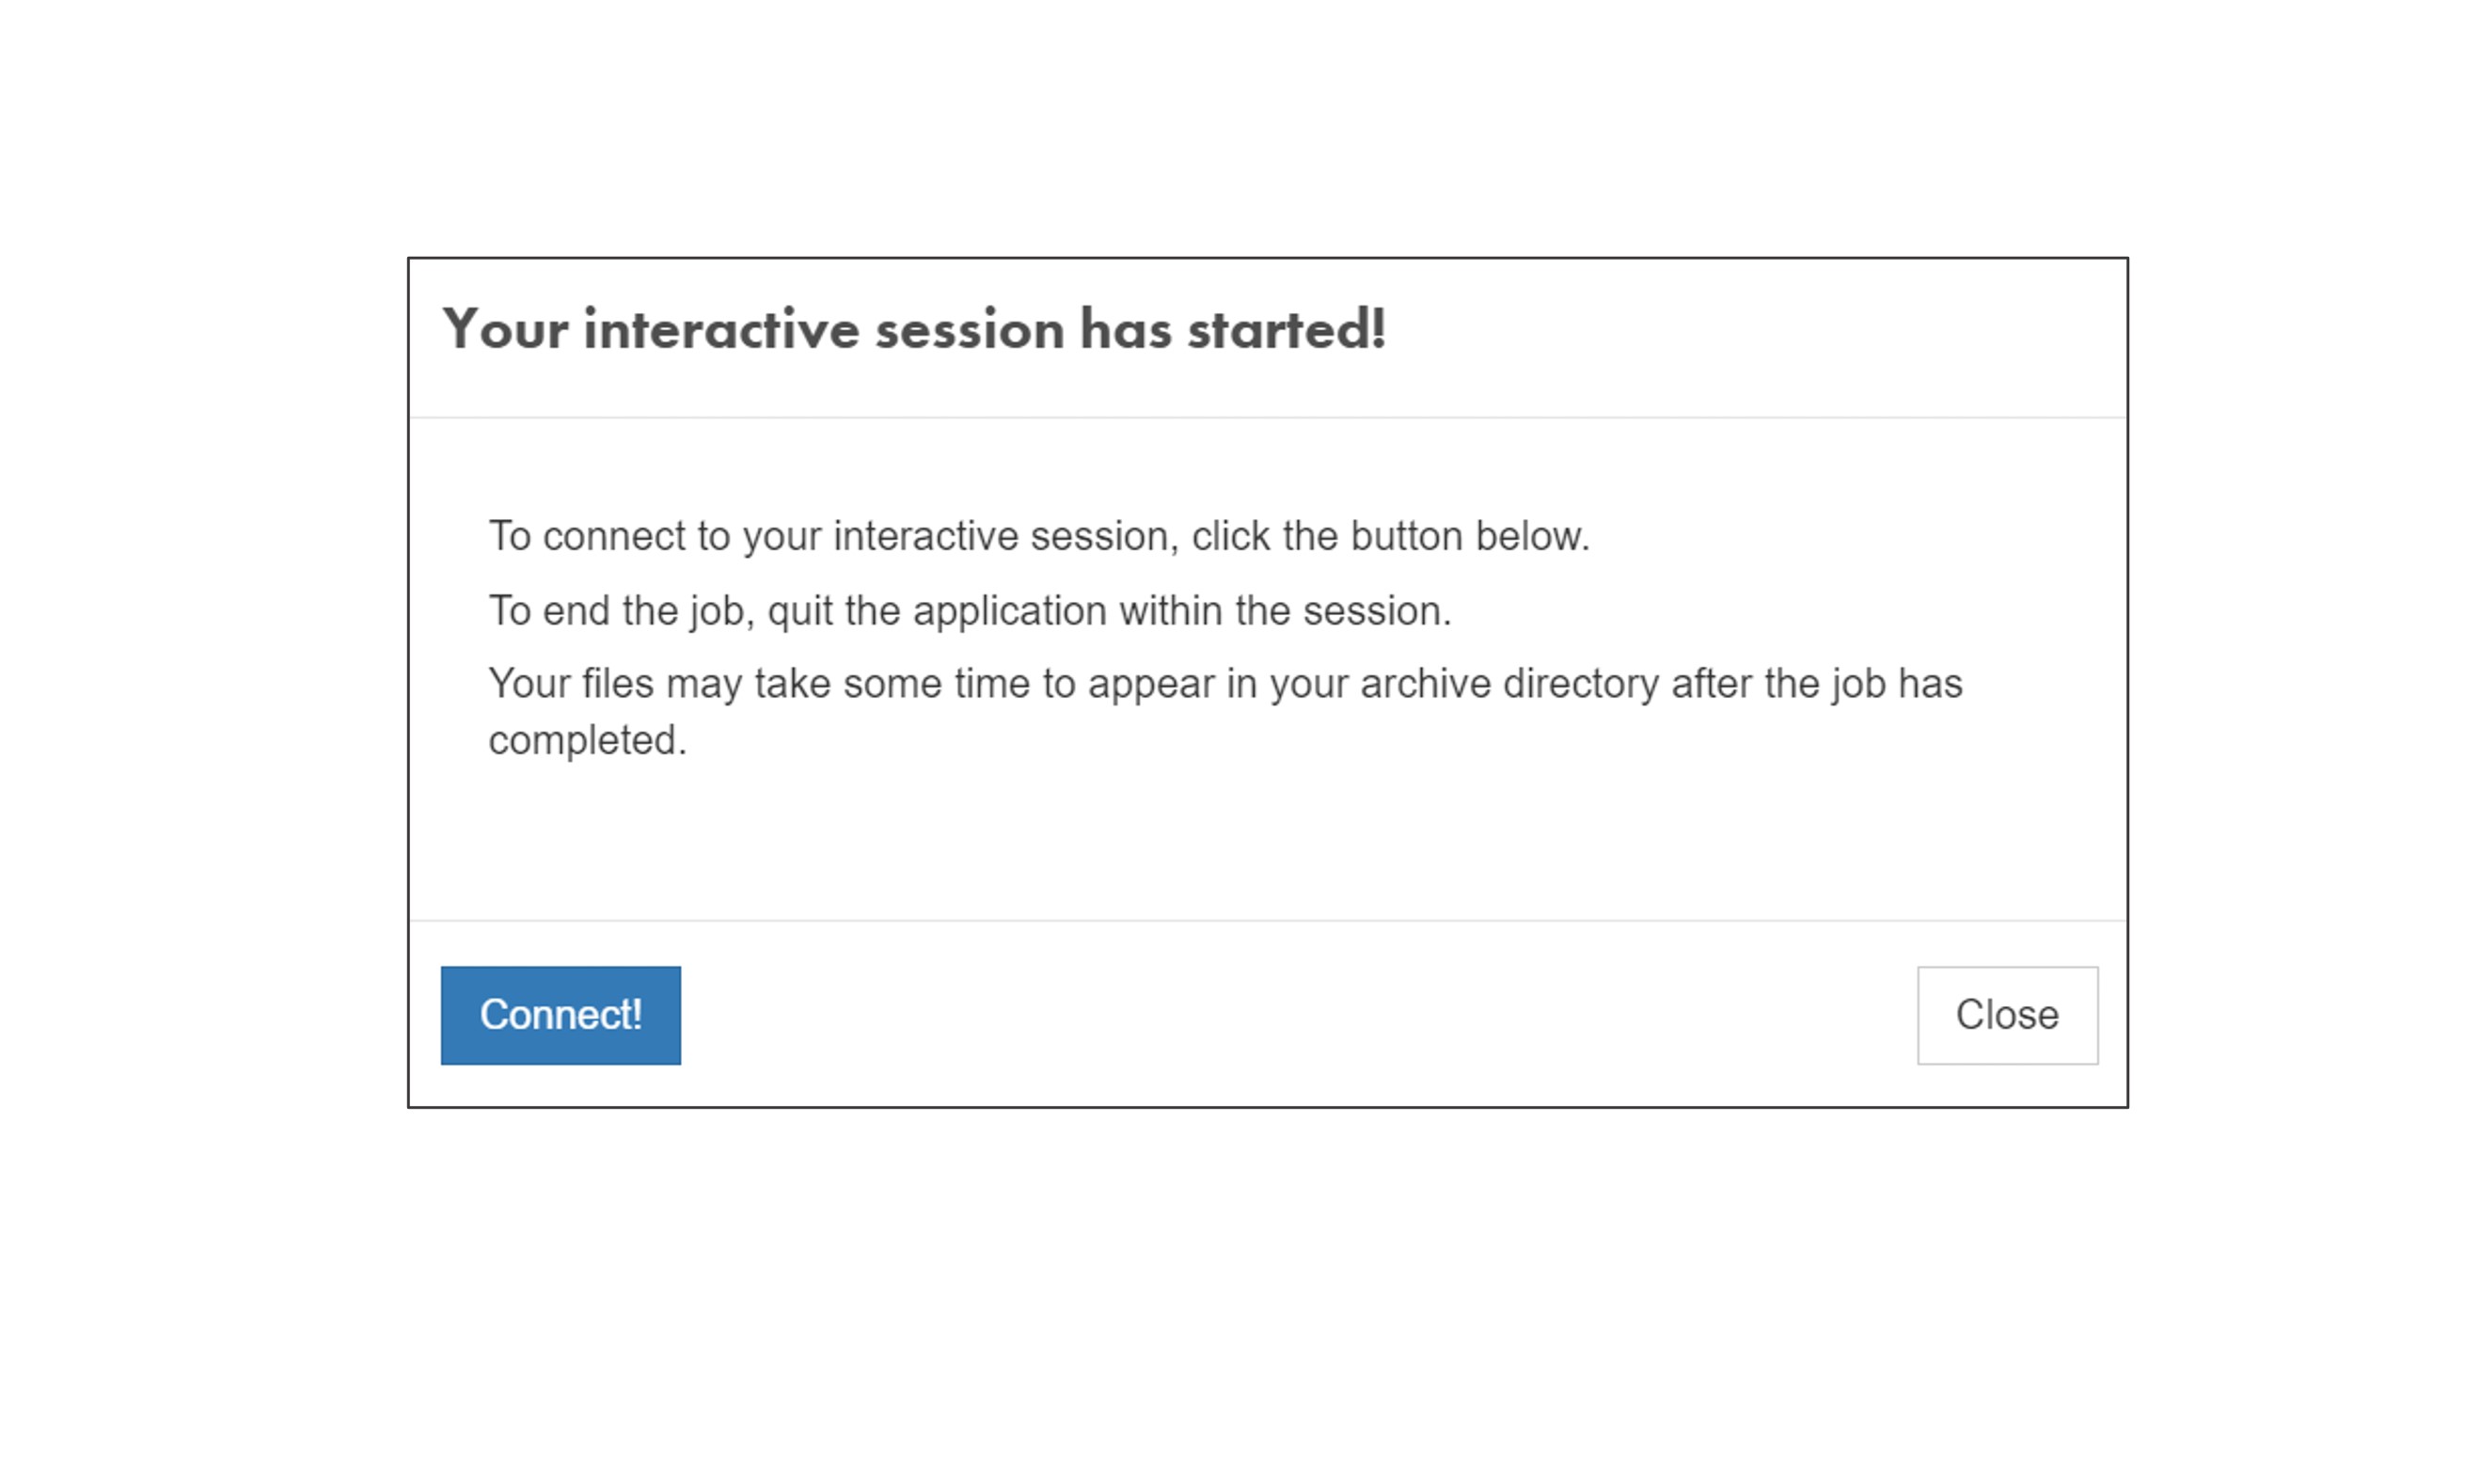 Your interactive session has started!
To connect to your interactive session, click the button below.
To end the job, quit the application within the session.
Your files may take some time to appear in your archive directory after the job has
completed.
Connect!
Close